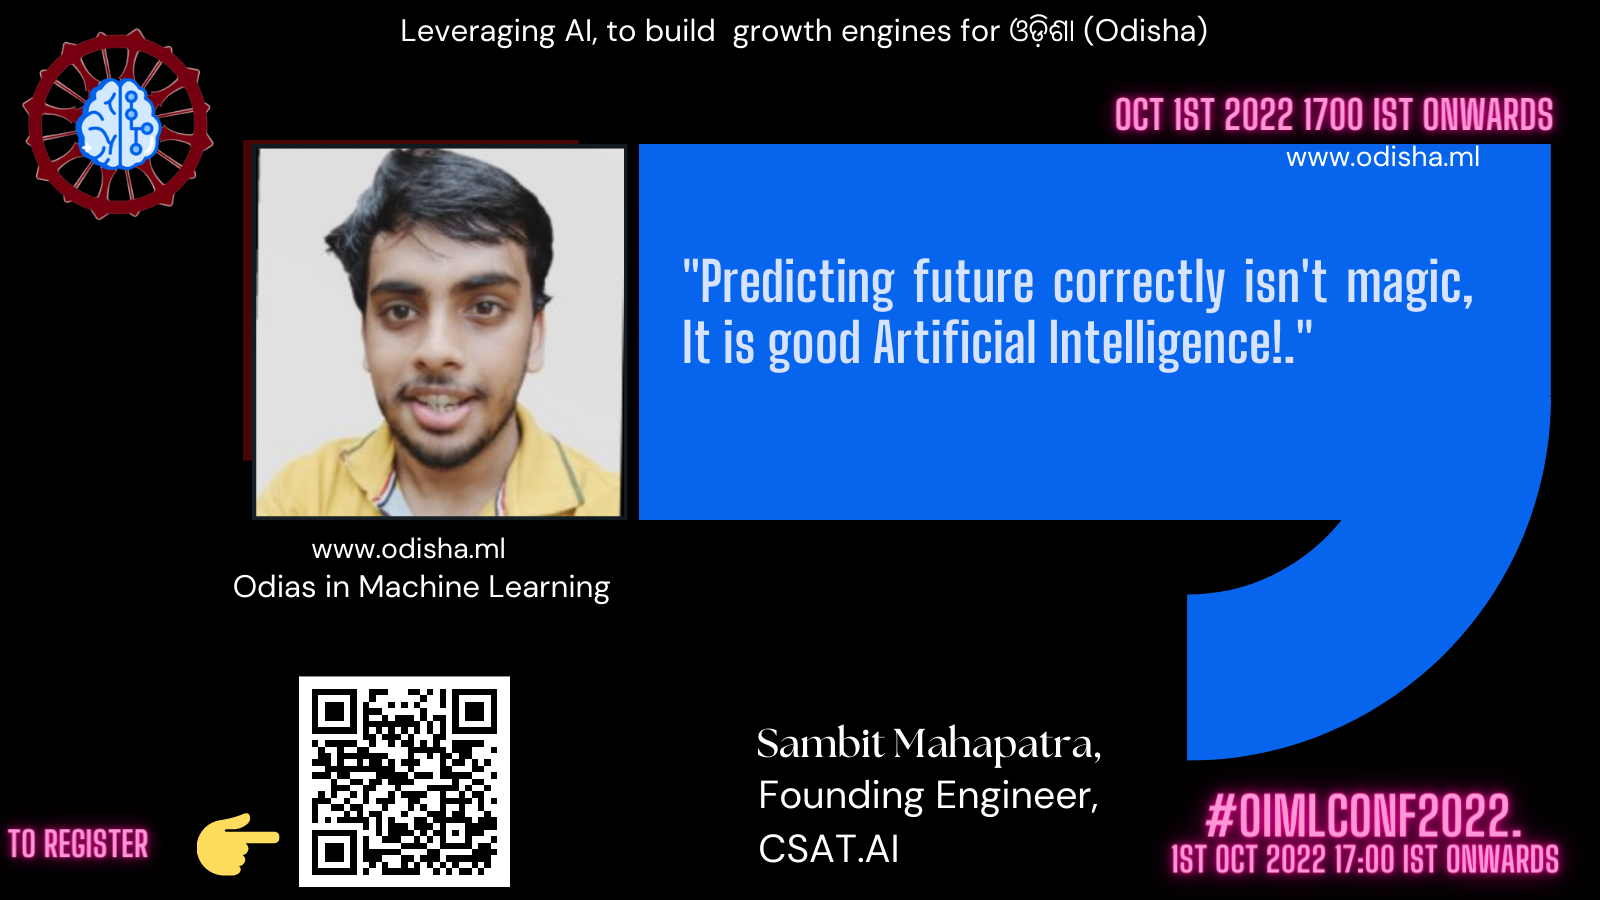 Leveraging AI, to build growth engines for ଓଡ଼ିଶା (Odisha)
OCT 1ST 2022 1700 IST ONWARDS
www.odisha.ml
"Predicting future correctly isn't magic,
It is good Artificial Intelligence!."
www.odisha.ml
Odias in Machine Learning
TO REGISTER
Sambit Mahapatra,
Founding Engineer,
CSAT.AI
#OIMLCONF2022.
1ST OCT 2022 17:00 IST ONWARDS